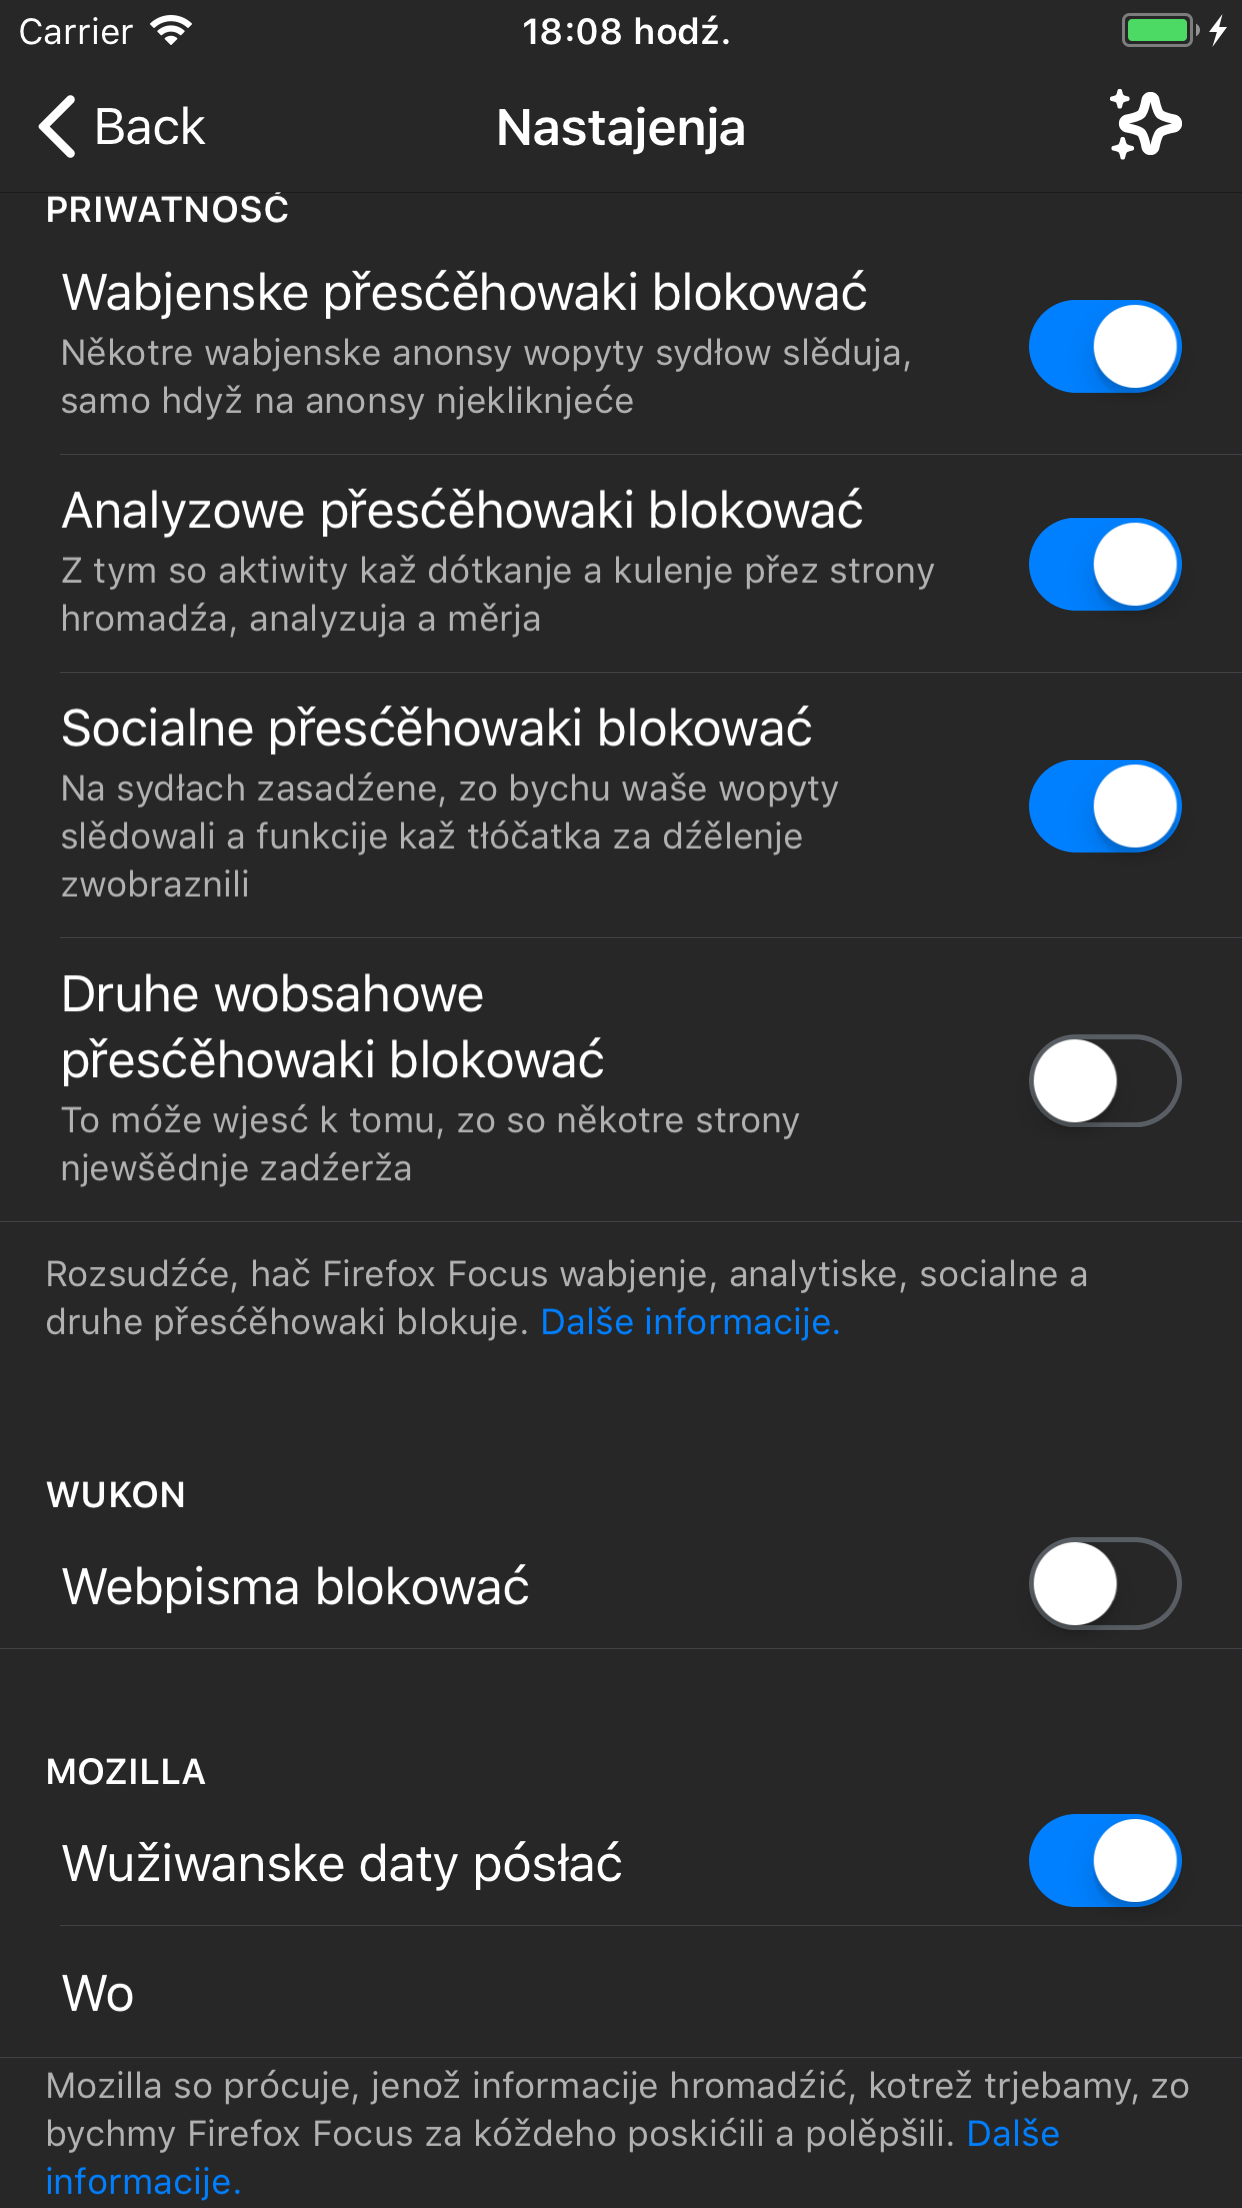 Carrier
18:08 hodź.
Back
Nastajenja
PRIWATNOSĆ
Wabjenske přesćěhowaki blokować
Někotre wabjenske anonsy wopyty sydłow slěduja,
samo hdyž na anonsy njekliknjeće
Analyzowe přesćěhowaki blokować
Z tym so aktiwity kaž dótkanje a kulenje přez strony
hromadźa, analyzuja a měrja
Socialne přesćěhowaki blokować
Na sydłach zasadźene, zo bychu waše wopyty
slědowali a funkcije kaž tłóčatka za dźělenje
zwobraznili
Druhe wobsahowe
přesćěhowaki blokować
To móže wjesć k tomu, zo so někotre strony
njewšědnje zadźerža
Rozsudźće, hač Firefox Focus wabjenje, analytiske, socialne a
druhe přesćěhowaki blokuje. Dalše informacije.
WUKON
Webpisma blokować
MOZILLA
Wužiwanske daty pósłać
Wo
Mozilla so prócuje, jenož informacije hromadźić, kotrež trjebamy, zo
bychmy Firefox Focus za kóždeho poskićili a polěpšili. Dalše
informacije.